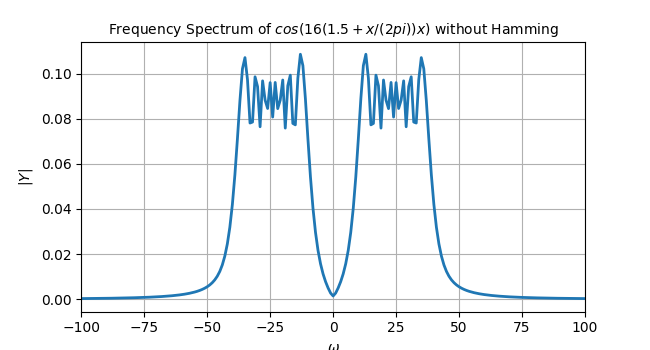 Frequency Spectrum of cos(16(1.5 + x/(2pi))x) without Hamming
|Y|
0.10
0.08
0.06
0.04
0.02
0.00
−100 −75 −50 −25 0 25 50 75 100
ω